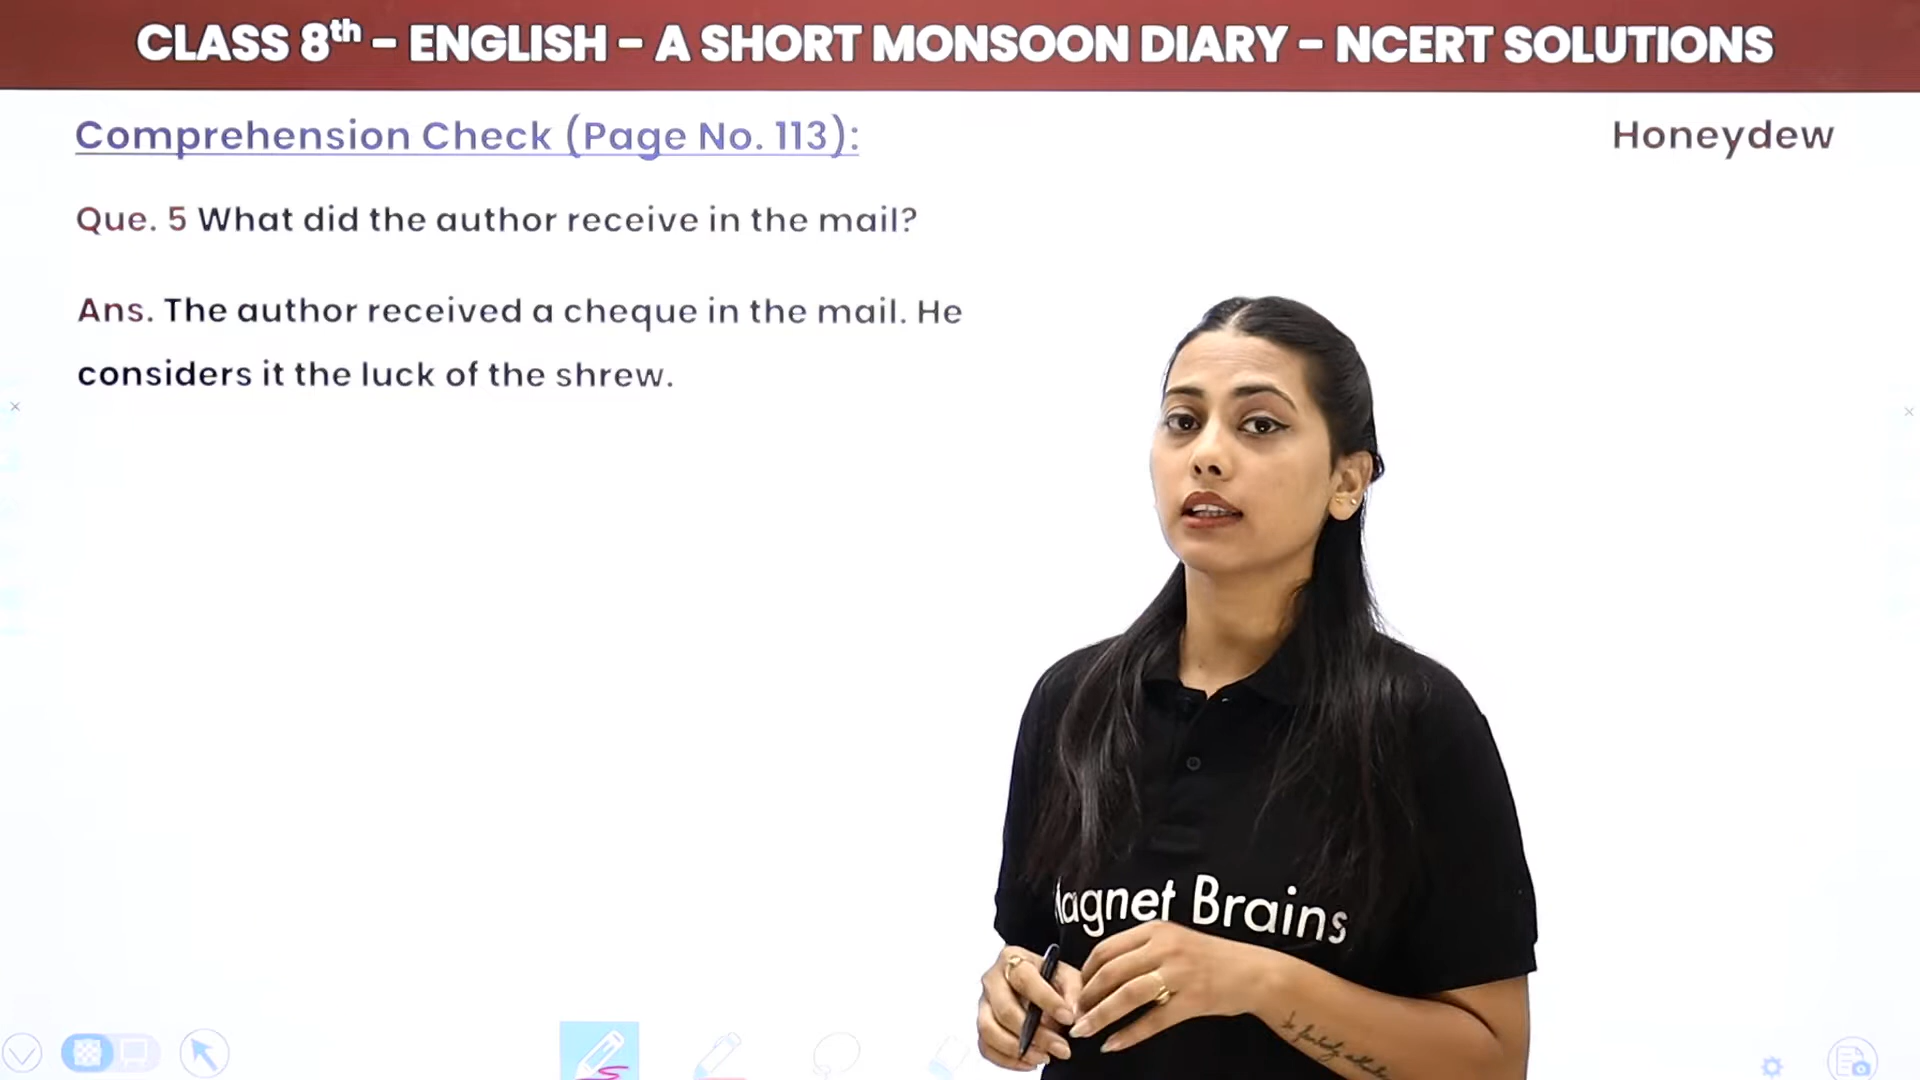 CLASS 8th - ENGLISH - A SHORT MONSOON DIARY - NCERT SOLUTIONS
Comprehension Check (Page No. 113):
Honeydew
Que. 5 What did the author receive in the mail?
Ans. The author received a cheque in the mail. He
considers it the luck of the shrew.
agnet Brains